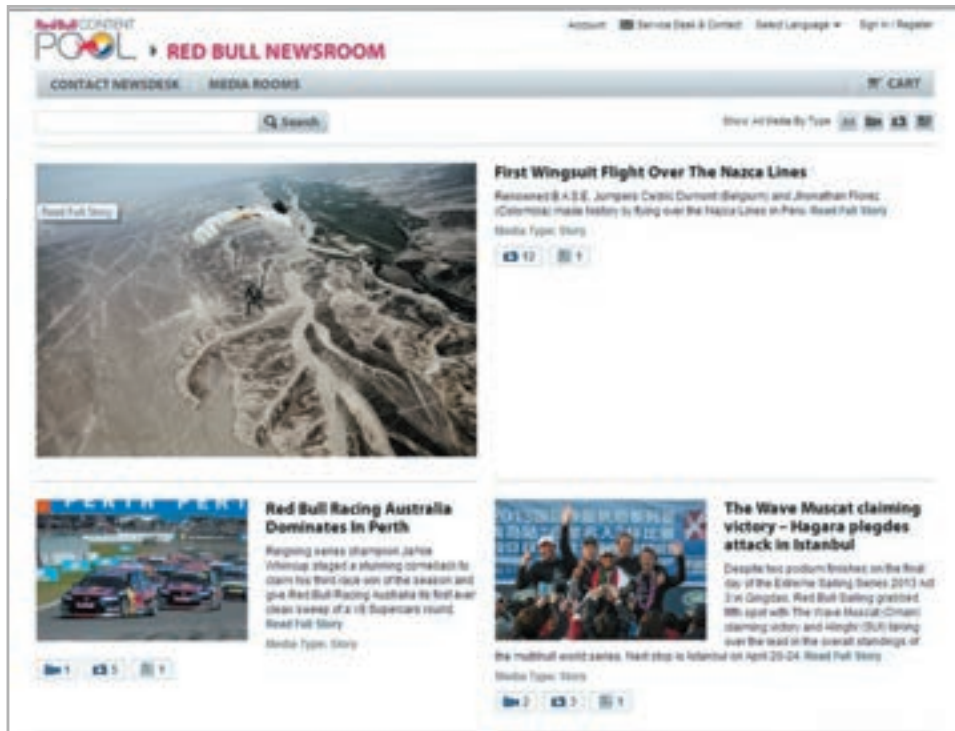 Red Bull CONTENT
POOL
RED BULL NEWSROOM
Account
Service Desk & Contact
Select Language
Sign In / Register
CONTACT NEWSDESK
MEDIA ROOMS
CART
Search
Show All Media By Type
All
Read Full Story
First Wingsuit Flight Over The Nazca Lines
Renowned B.A.S.E. Jumpers Cedric Dumont (Belgium) and Jhonathan Florez
(Colombia) made history by flying over the Nazca Lines in Peru. Read Full Story
Media Type: Story
12
1
PERTH PERT
Red Bull Racing Australia
Dominates In Perth
Reigning series champion Jamie
Whincup staged a stunning comeback to
claim his third race win of the season and
give Red Bull Racing Australia its first ever
clean sweep of a V8 Supercars round.
Read Full Story
Media Type: Story
1
5
1
The Wave Muscat claiming
victory – Hagara plegdes
attack in Istanbul
Despite two podium finishes on the final
day of the Extreme Sailing Series 2013 Act
2 in Qingdao, Red Bull Sailing grabbed
fifth spot with The Wave Muscat (Oman)
claiming victory and Alinghi (SUI) taking
over the lead in the overall standings of
the multihull world series. Next stop is Istanbul on April 20-24. Read Full Story
Media Type: Story
2
3
1